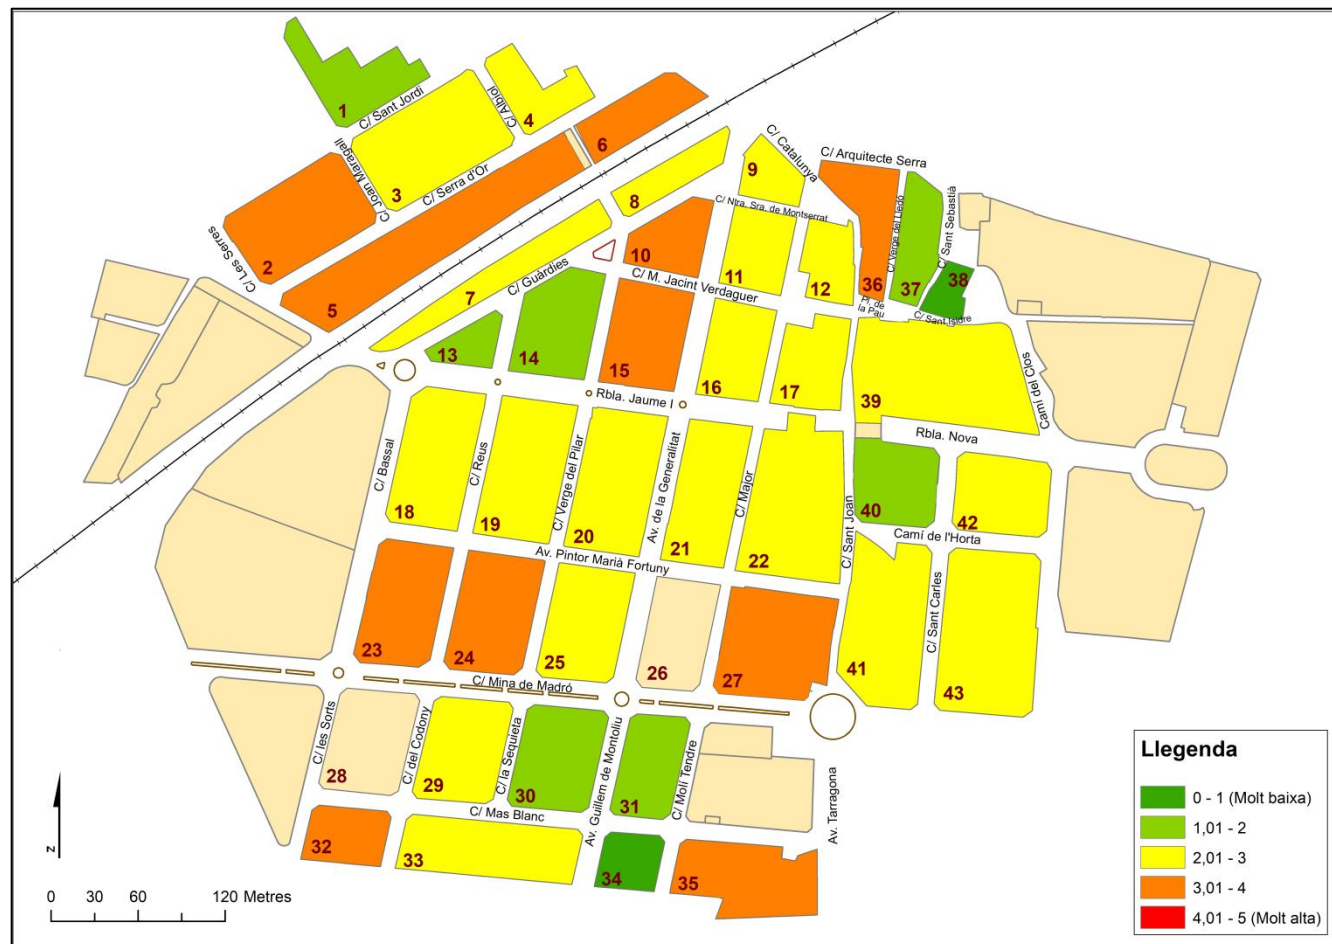 1
C/ Sant Jordi
C/ Albiol
4
6
C/ Joan Maragall
3
C/ Serra d'Or
2
C/ Les Serres
5
7
8
C/ Guàrdies
9
C/ Catalunya
C/ Arquitecte Serra
C/ Ntra. Sra. de Montserrat
10
11
12
C/ M. Jacint Verdaguer
C/ Verge del Lledó
C/ Sant Sebastià
36
37
38
Pl. de
la Pau
C/ Sant Isidre
13
14
15
16
17
39
Camí del Clos
Rbla. Jaume I
Rbla. Nova
C/ Bassal
C/ Reus
C/ Verge del Pilar
Av. de la Generalitat
C/ Major
C/ Sant Joan
18
19
20
21
22
40
42
Camí de l'Horta
Av. Pintor Marià Fortuny
C/ Sant Carles
23
24
25
26
27
41
43
C/ Mina de Madró
C/ les Sorts
C/ del Codony
C/ la Sequieta
Av. Guillem de Montoliu
C/ Molí Tendre
Av. Tarragona
28
29
30
31
C/ Mas Blanc
32
33
34
35
Llegenda
0 - 1 (Molt baixa)
1,01 - 2
2,01 - 3
3,01 - 4
4,01 - 5 (Molt alta)
N
0 30 60 120 Metres